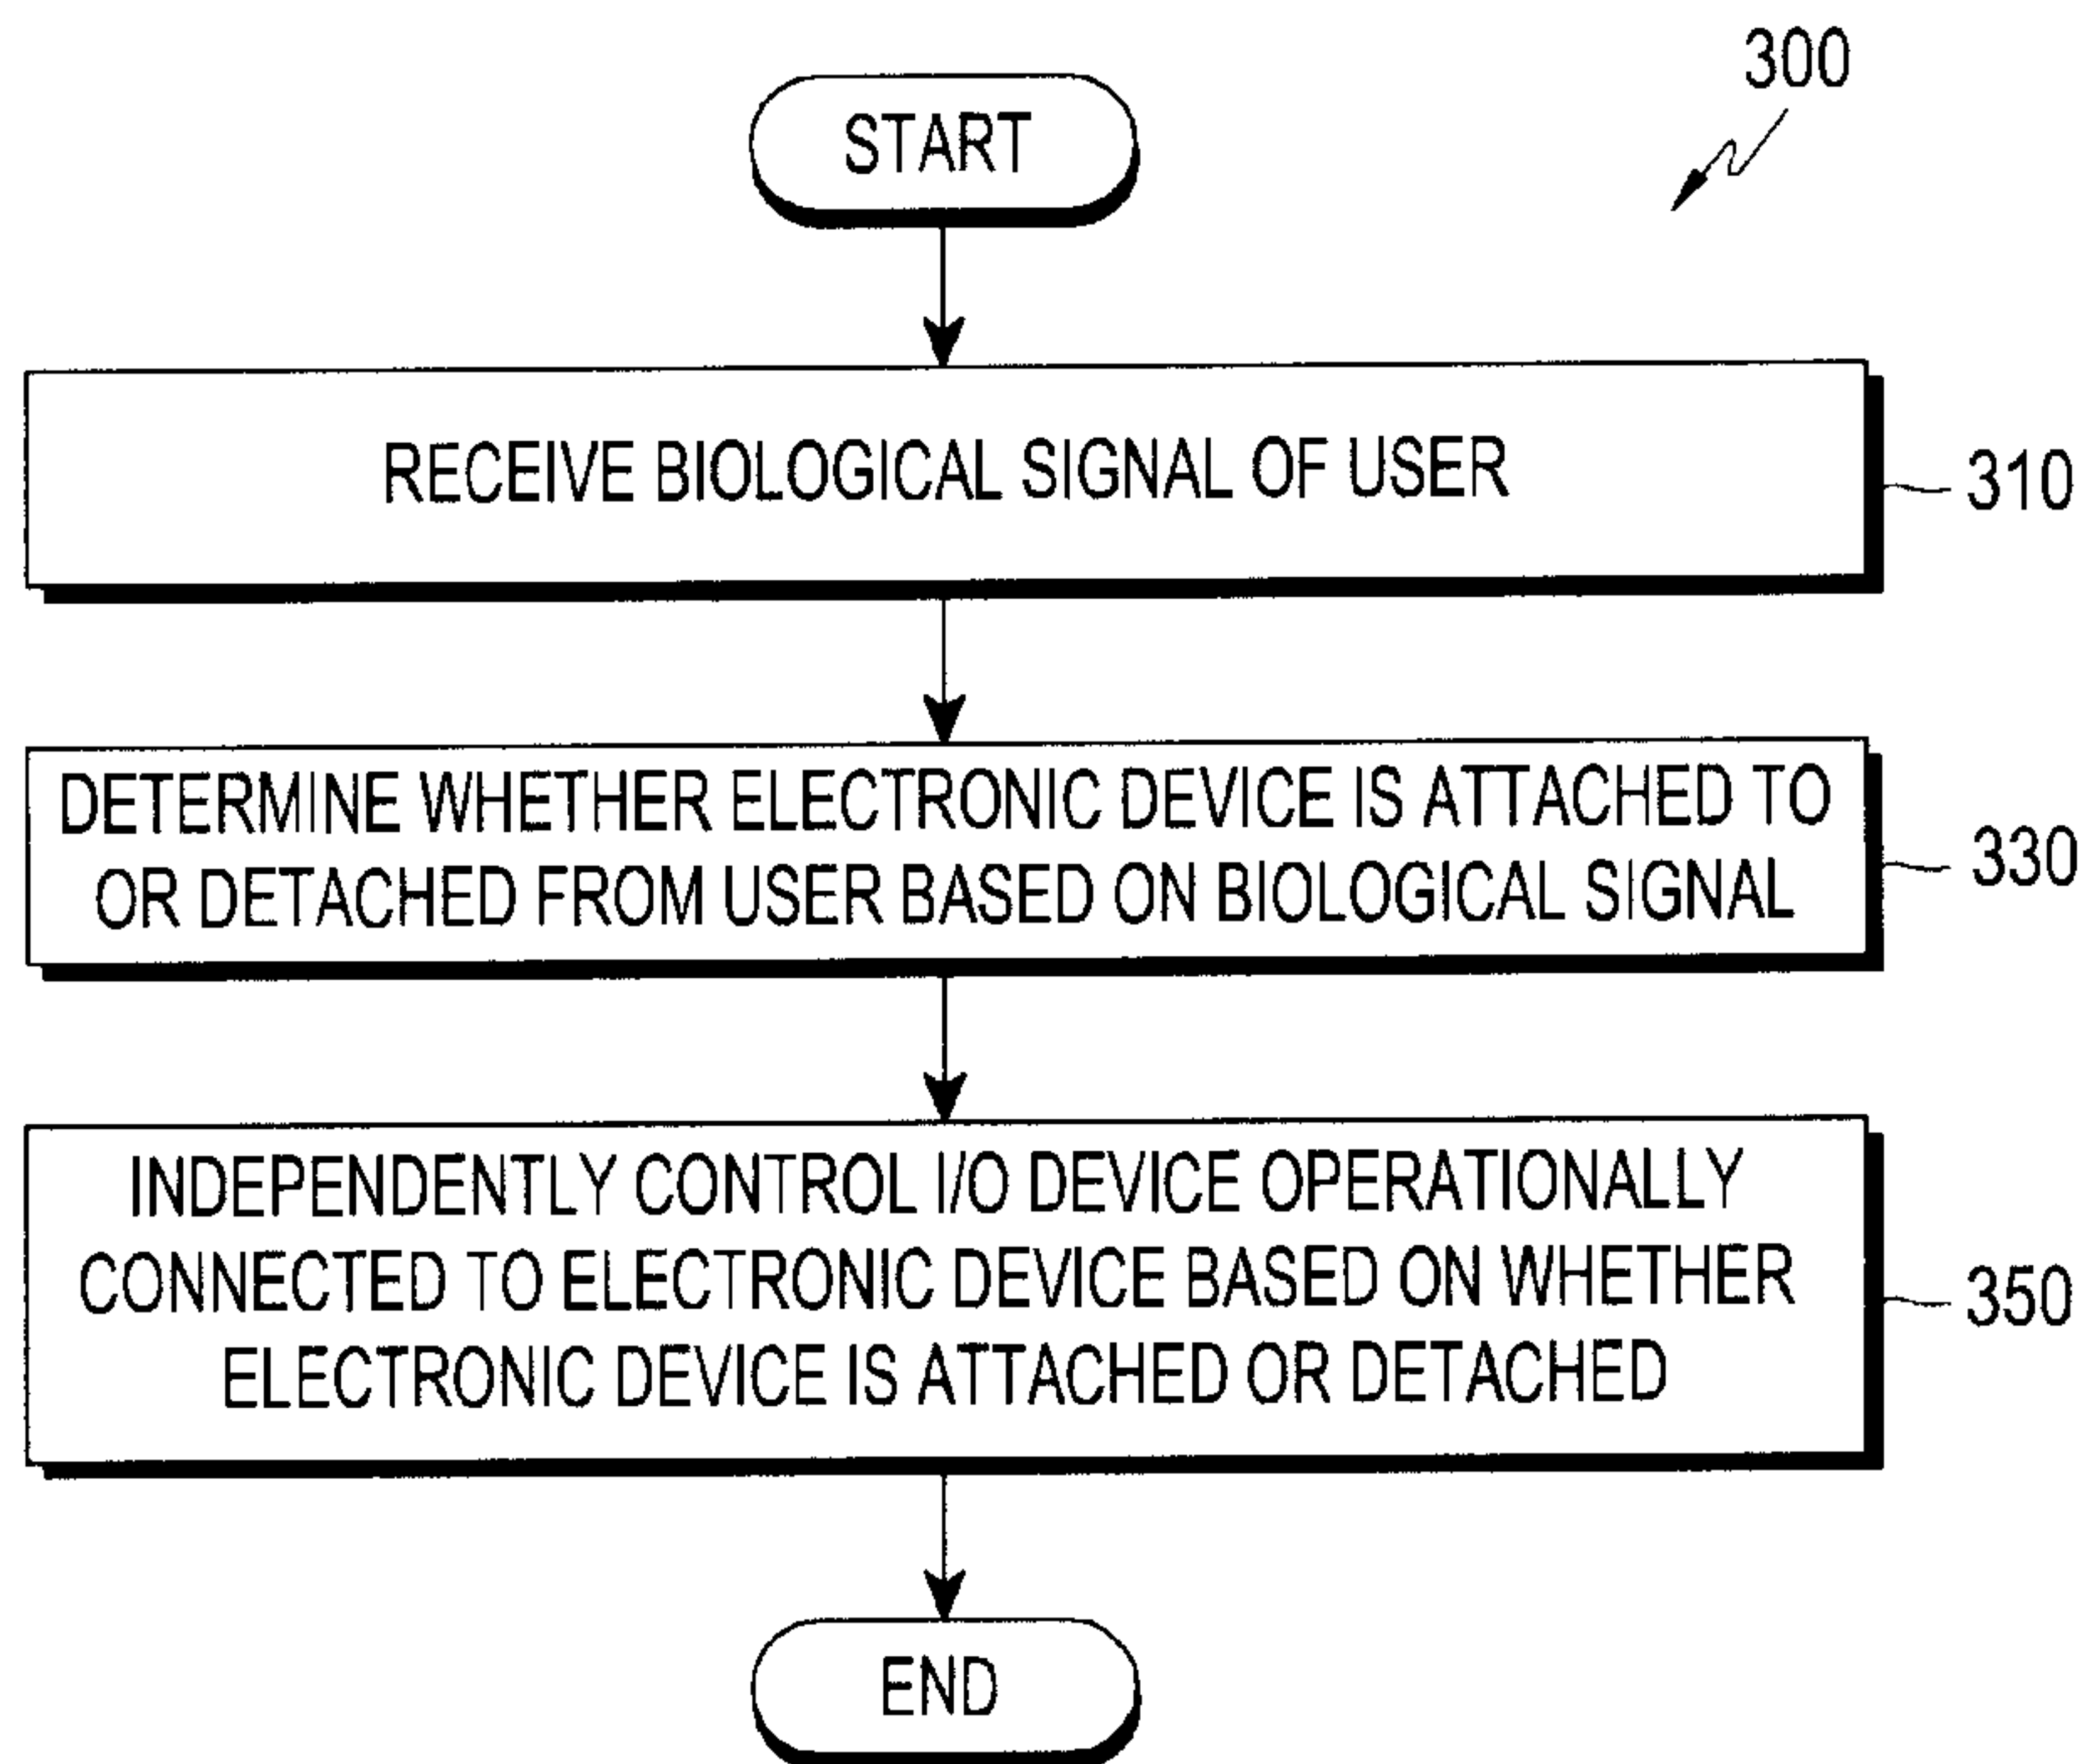 300
START
RECEIVE BIOLOGICAL SIGNAL OF USER
310
DETERMINE WHETHER ELECTRONIC DEVICE IS ATTACHED TO
OR DETACHED FROM USER BASED ON BIOLOGICAL SIGNAL
330
INDEPENDENTLY CONTROL I/O DEVICE OPERATIONALLY
CONNECTED TO ELECTRONIC DEVICE BASED ON WHETHER
ELECTRONIC DEVICE IS ATTACHED OR DETACHED
350
END